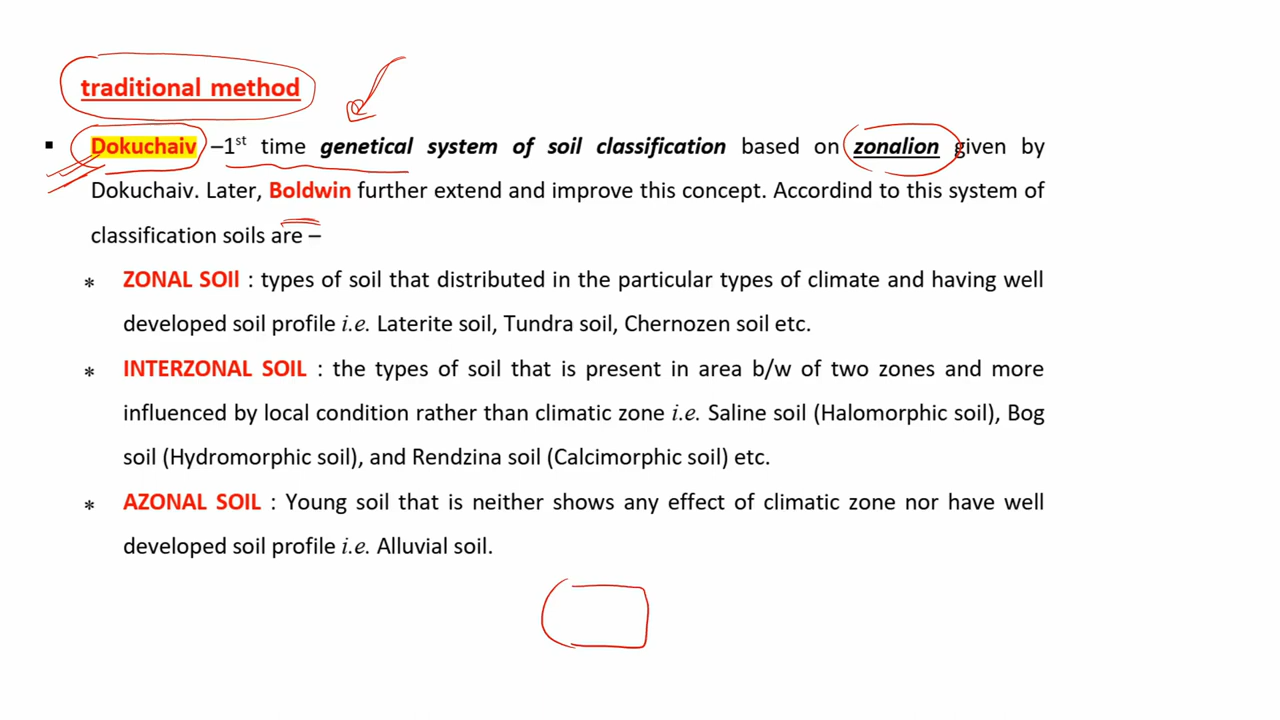 traditional method
▪ Dokuchaiv –1st time genetical system of soil classification based on zonalion given by
Dokuchaiv. Later, Boldwin further extend and improve this concept. Accordind to this system of
classification soils are –
* ZONAL SOIl : types of soil that distributed in the particular types of climate and having well
developed soil profile i.e. Laterite soil, Tundra soil, Chernozen soil etc.
* INTERZONAL SOIL : the types of soil that is present in area b/w of two zones and more
influenced by local condition rather than climatic zone i.e. Saline soil (Halomorphic soil), Bog
soil (Hydromorphic soil), and Rendzina soil (Calcimorphic soil) etc.
* AZONAL SOIL : Young soil that is neither shows any effect of climatic zone nor have well
developed soil profile i.e. Alluvial soil.